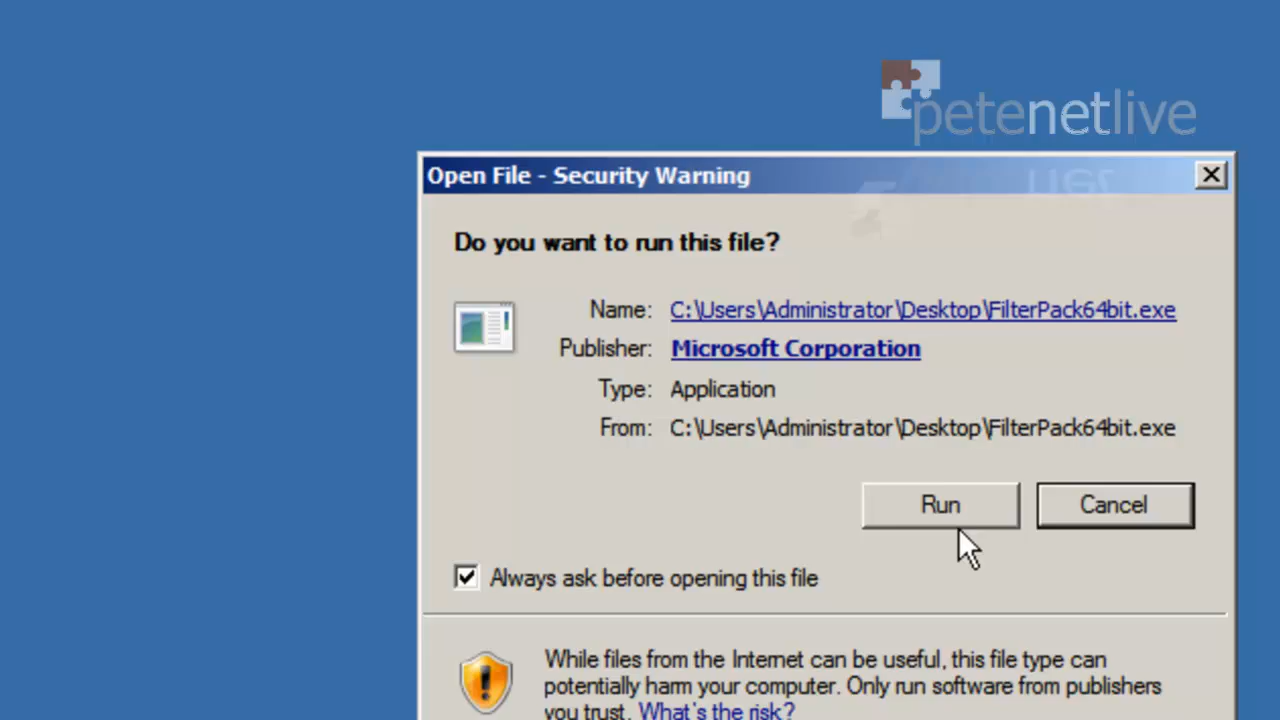 petenetlive
Open File - Security Warning
Do you want to run this file?
Name: C:\Users\Administrator\Desktop\FilterPack64bit.exe
Publisher: Microsoft Corporation
Type: Application
From: C:\Users\Administrator\Desktop\FilterPack64bit.exe
Run Cancel
Always ask before opening this file
While files from the Internet can be useful, this file type can
potentially harm your computer. Only run software from publishers
you trust. What's the risk?